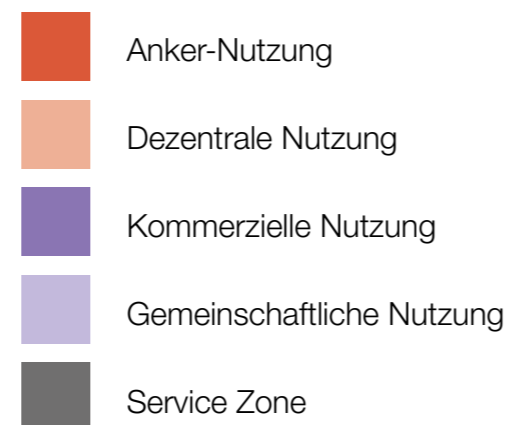 Anker-Nutzung
Dezentrale Nutzung
Kommerzielle Nutzung
Gemeinschaftliche Nutzung
Service Zone